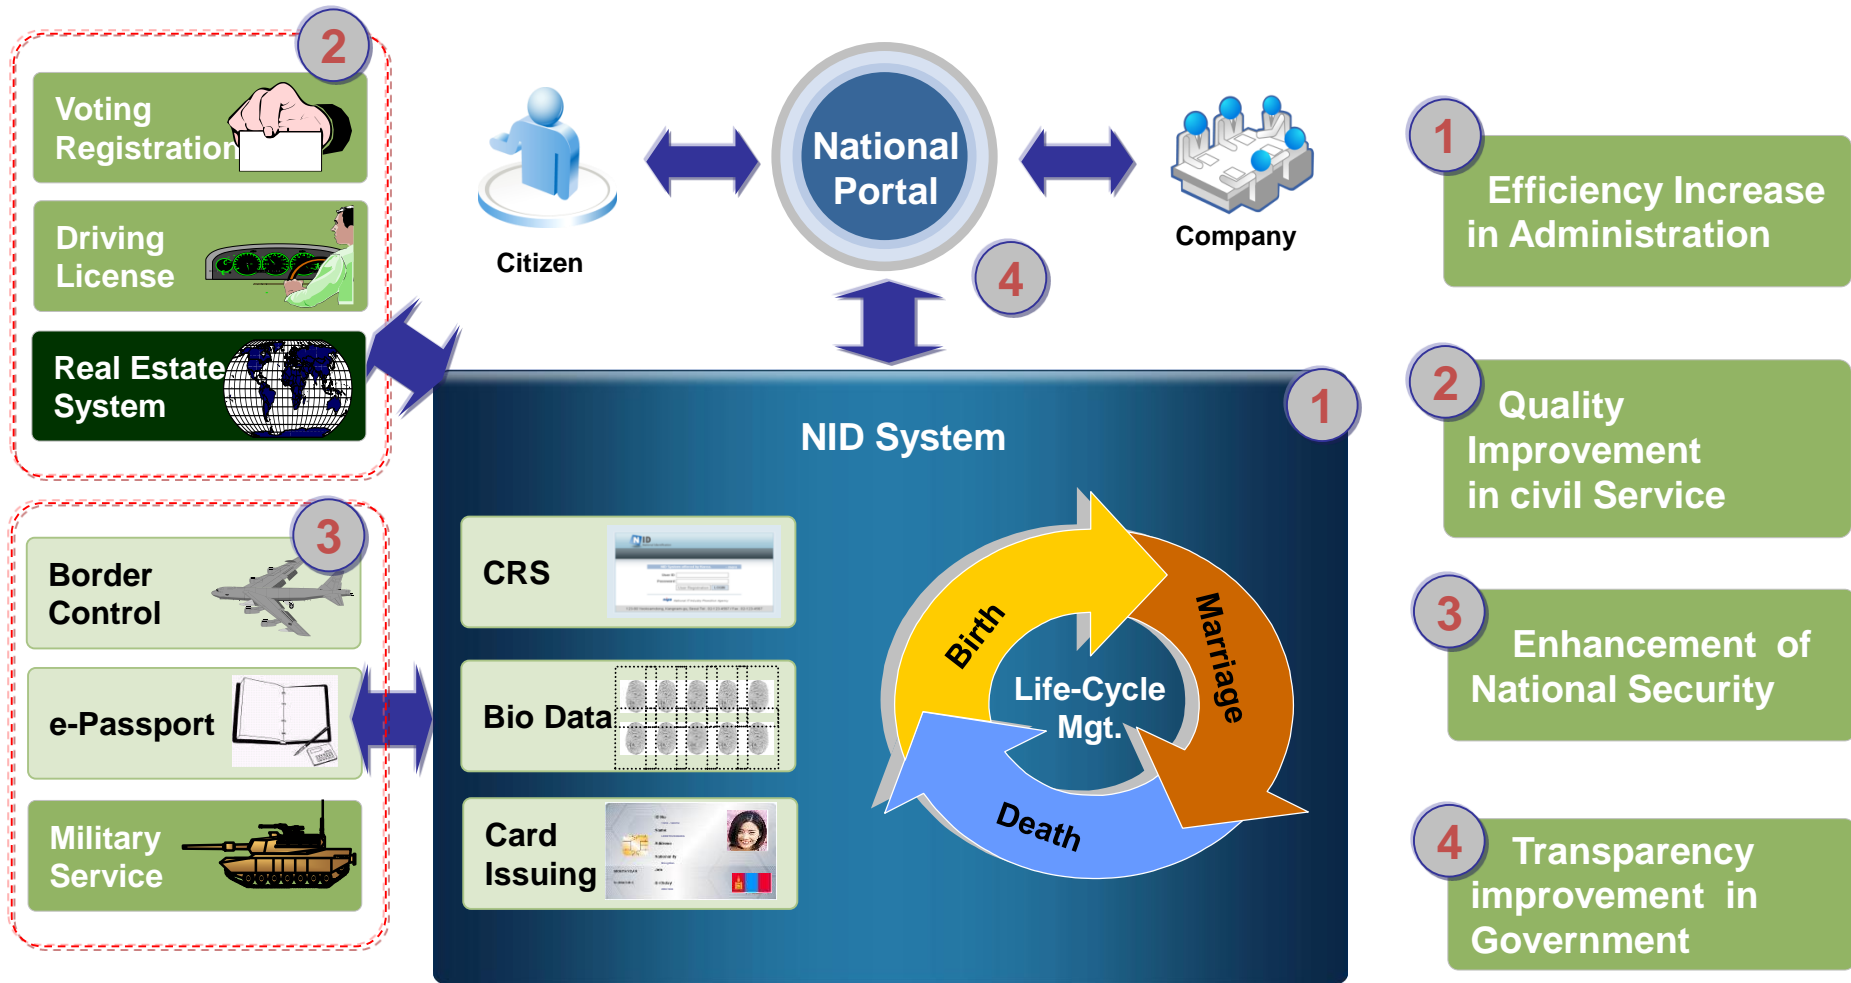 2
Voting
Registration
Driving
License
Real Estate
System
3
Border
Control
e-Passport
Military
Service
Citizen
National
Portal
Company
4
1
NID System
CRS
NID
Bio Data
Card
Issuing
Birth
Marriage
Death
Life-Cycle
Mgt.
1
Efficiency Increase
in Administration
2
Quality
Improvement
in civil Service
3
Enhancement of
National Security
4
Transparency
improvement in
Government